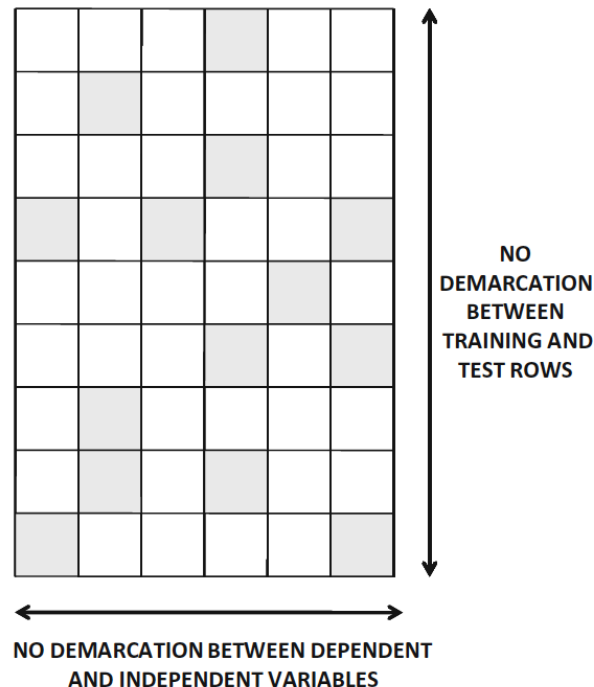 NO
DEMARCATION
BETWEEN
TRAINING AND
TEST ROWS
NO DEMARCATION BETWEEN DEPENDENT
AND INDEPENDENT VARIABLES